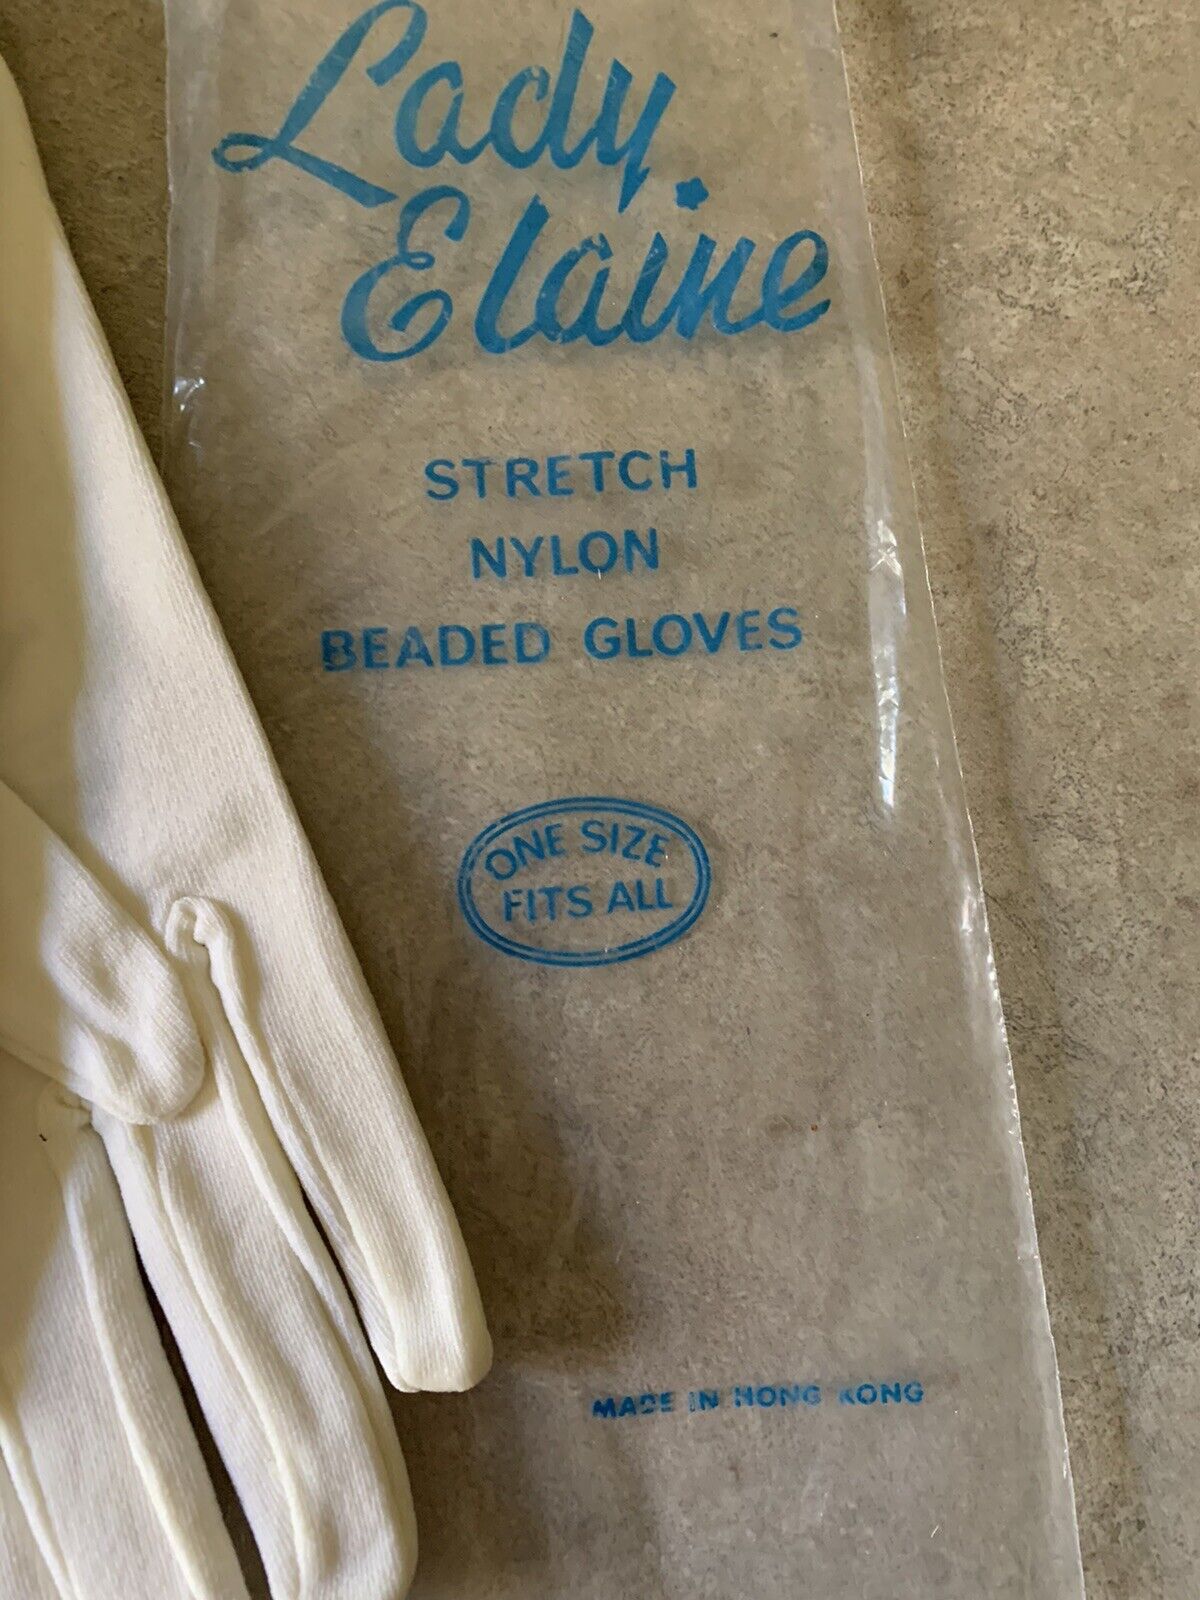 Lady
Elaine
STRETCH
NYLON
BEADED GLOVES
ONE SIZE
FITS ALL
MADE IN HONG KONG